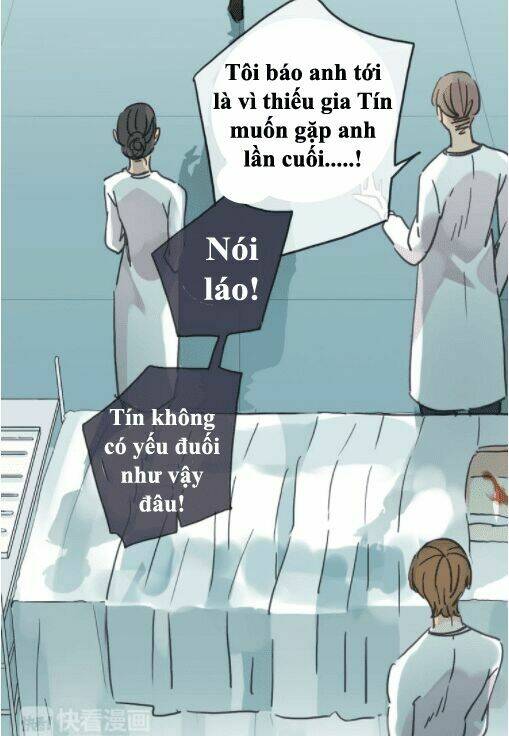 Tôi báo anh tới
là vì thiếu gia Tín
muốn gặp anh
lần cuối.....!
Nói
láo!
Tín không
có yếu đuối
như vậy
đâu!
快看漫画